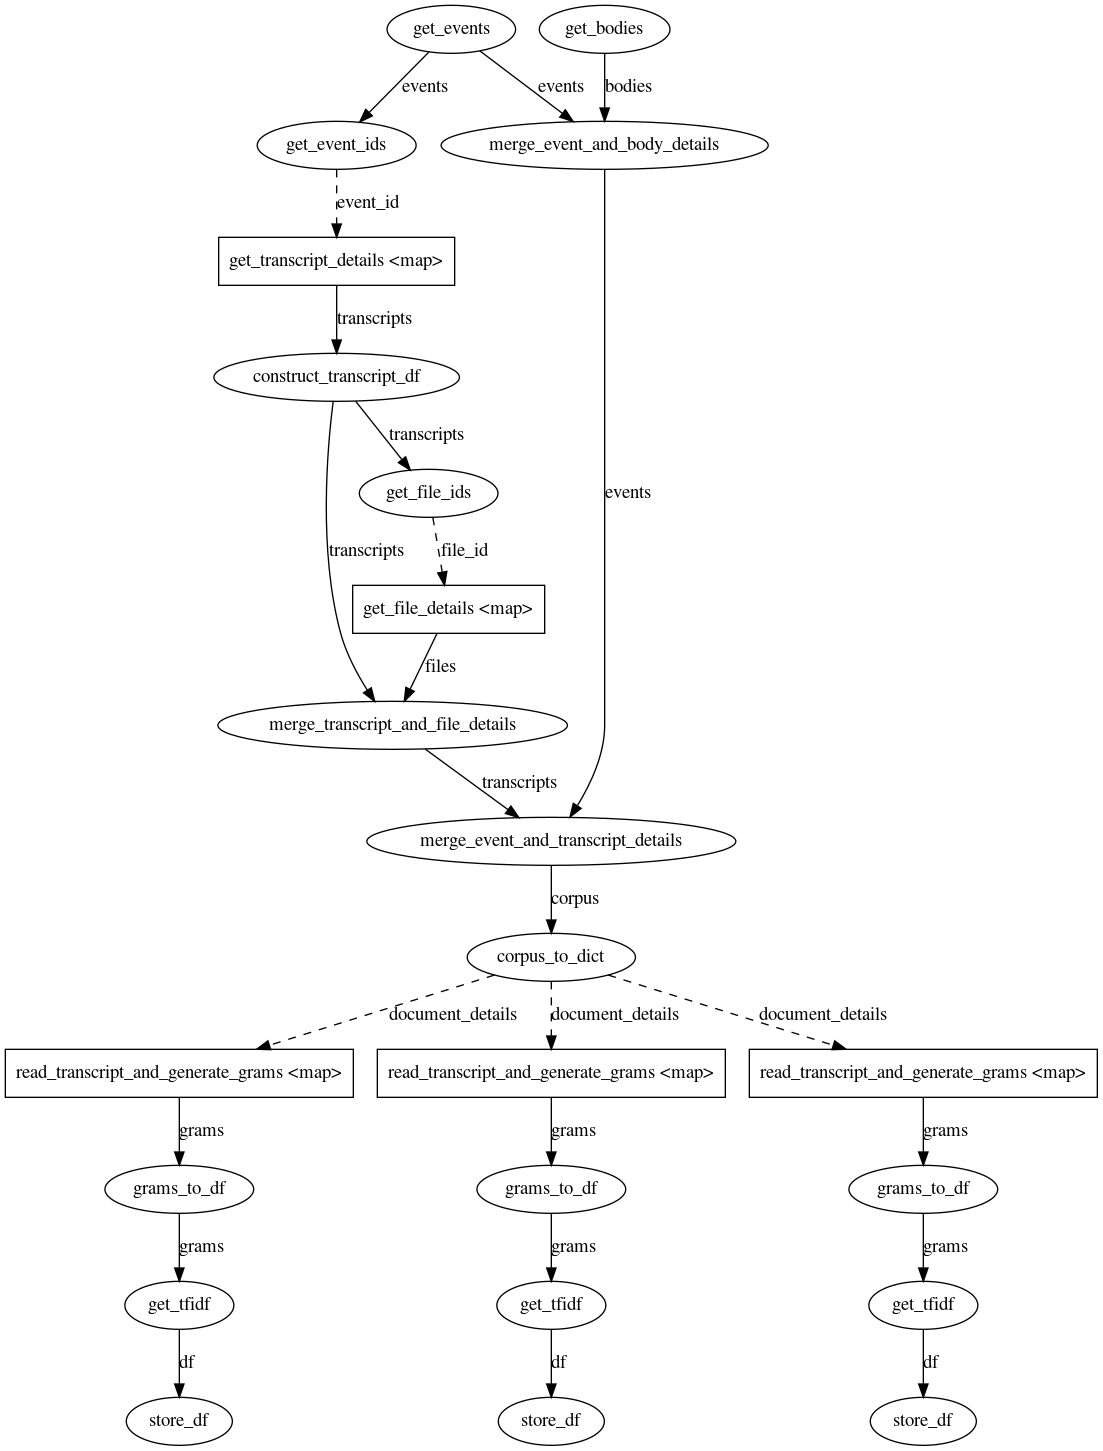 get_events
get_bodies
events
events
bodies
get_event_ids
merge_event_and_body_details
event_id
get_transcript_details <map>
transcripts
construct_transcript_df
transcripts
get_file_ids
events
transcripts
file_id
get_file_details <map>
files
merge_transcript_and_file_details
transcripts
merge_event_and_transcript_details
corpus
corpus_to_dict
document_details
document_details
document_details
read_transcript_and_generate_grams <map>
read_transcript_and_generate_grams <map>
read_transcript_and_generate_grams <map>
grams
grams
grams
grams_to_df
grams_to_df
grams_to_df
grams
grams
grams
get_tfidf
get_tfidf
get_tfidf
df
df
df
store_df
store_df
store_df